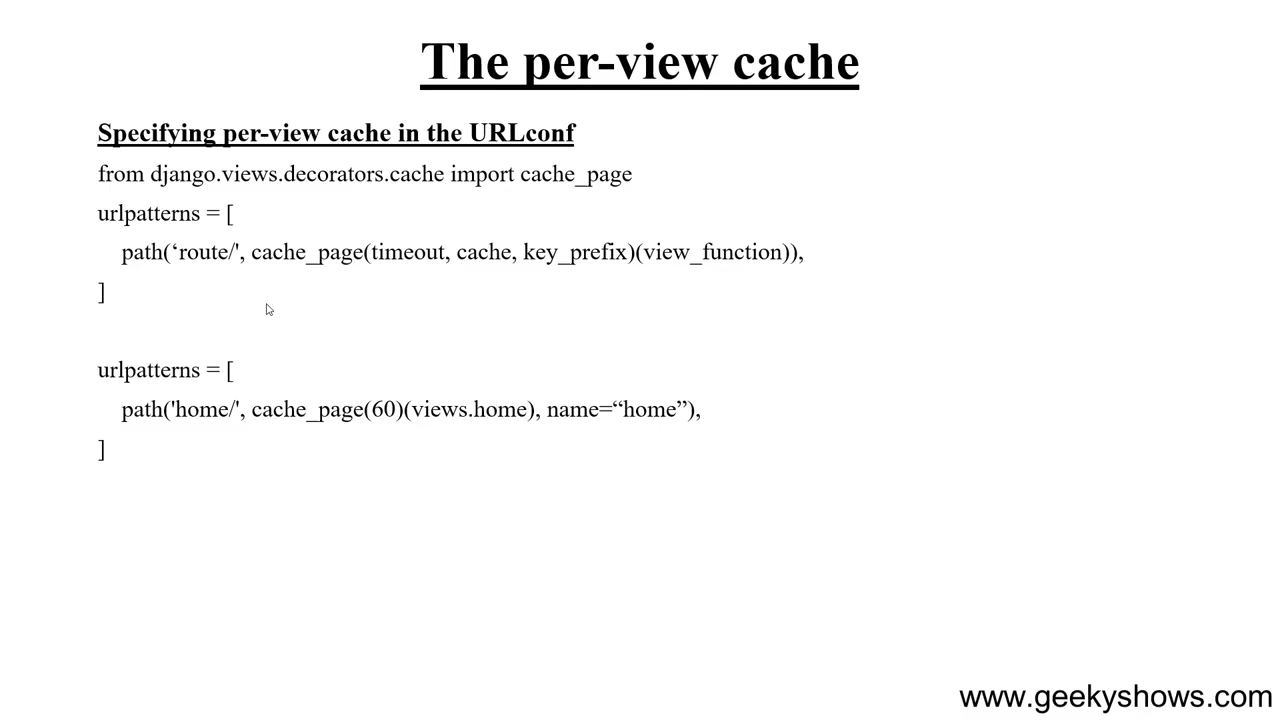 The per-view cache
Specifying per-view cache in the URLconf
from django.views.decorators.cache import cache_page
urlpatterns = [
path(‘route/', cache_page(timeout, cache, key_prefix)(view_function)),
]
urlpatterns = [
path('home/', cache_page(60)(views.home), name=“home”),
]
www.geekyshows.com